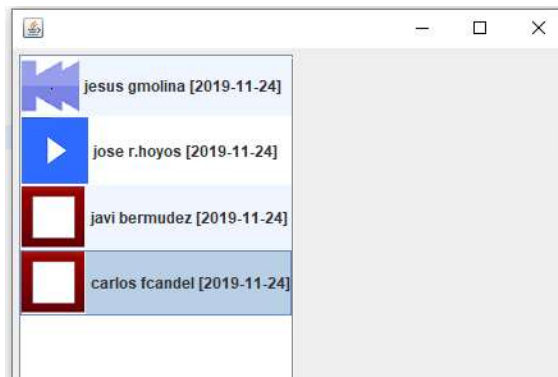 jesus gmolina [2019-11-24]
jose r.hoyos [2019-11-24]
javi bermudez [2019-11-24]
carlos fcandel [2019-11-24]